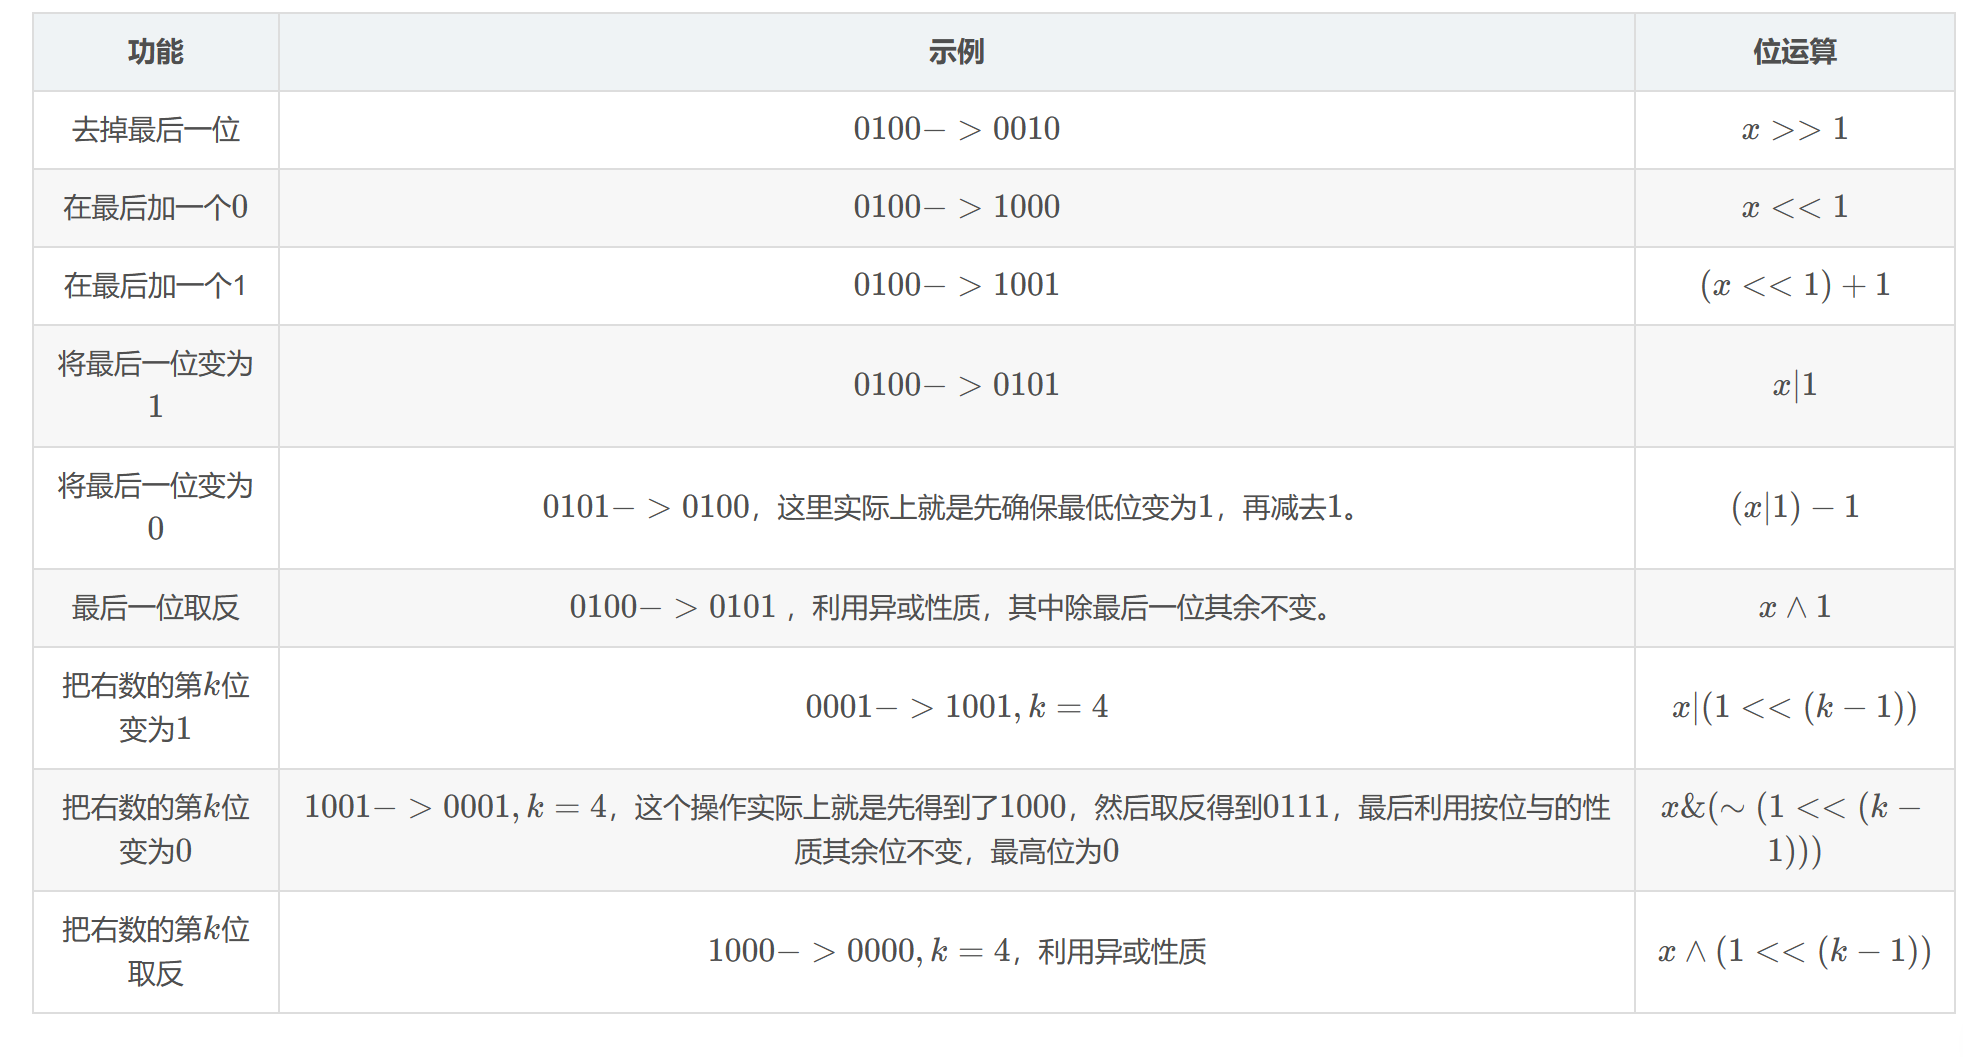 功能 示例 位运算
去掉最后一位 0100− > 0010 x >> 1
在最后加一个0 0100− > 1000 x << 1
在最后加一个1 0100− > 1001 (x << 1) + 1
将最后一位变为
1
0100− > 0101 x|1
将最后一位变为
0
0101− > 0100，这里实际上就是先确保最低位变为1，再减去1。 (x|1) − 1
最后一位取反 0100− > 0101 ，利用异或性质，其中除最后一位其余不变。 x ∧ 1
把右数的第k位
变为1
0001− > 1001, k = 4 x|(1 << (k − 1))
把右数的第k位
变为0
1001− > 0001, k = 4，这个操作实际上就是先得到了1000，然后取反得到0111，最后利用按位与的性
质其余位不变，最高位为0
x&(∼ (1 << (k −
1)))
把右数的第k位
取反
1000− > 0000, k = 4，利用异或性质 x ∧ (1 << (k − 1))